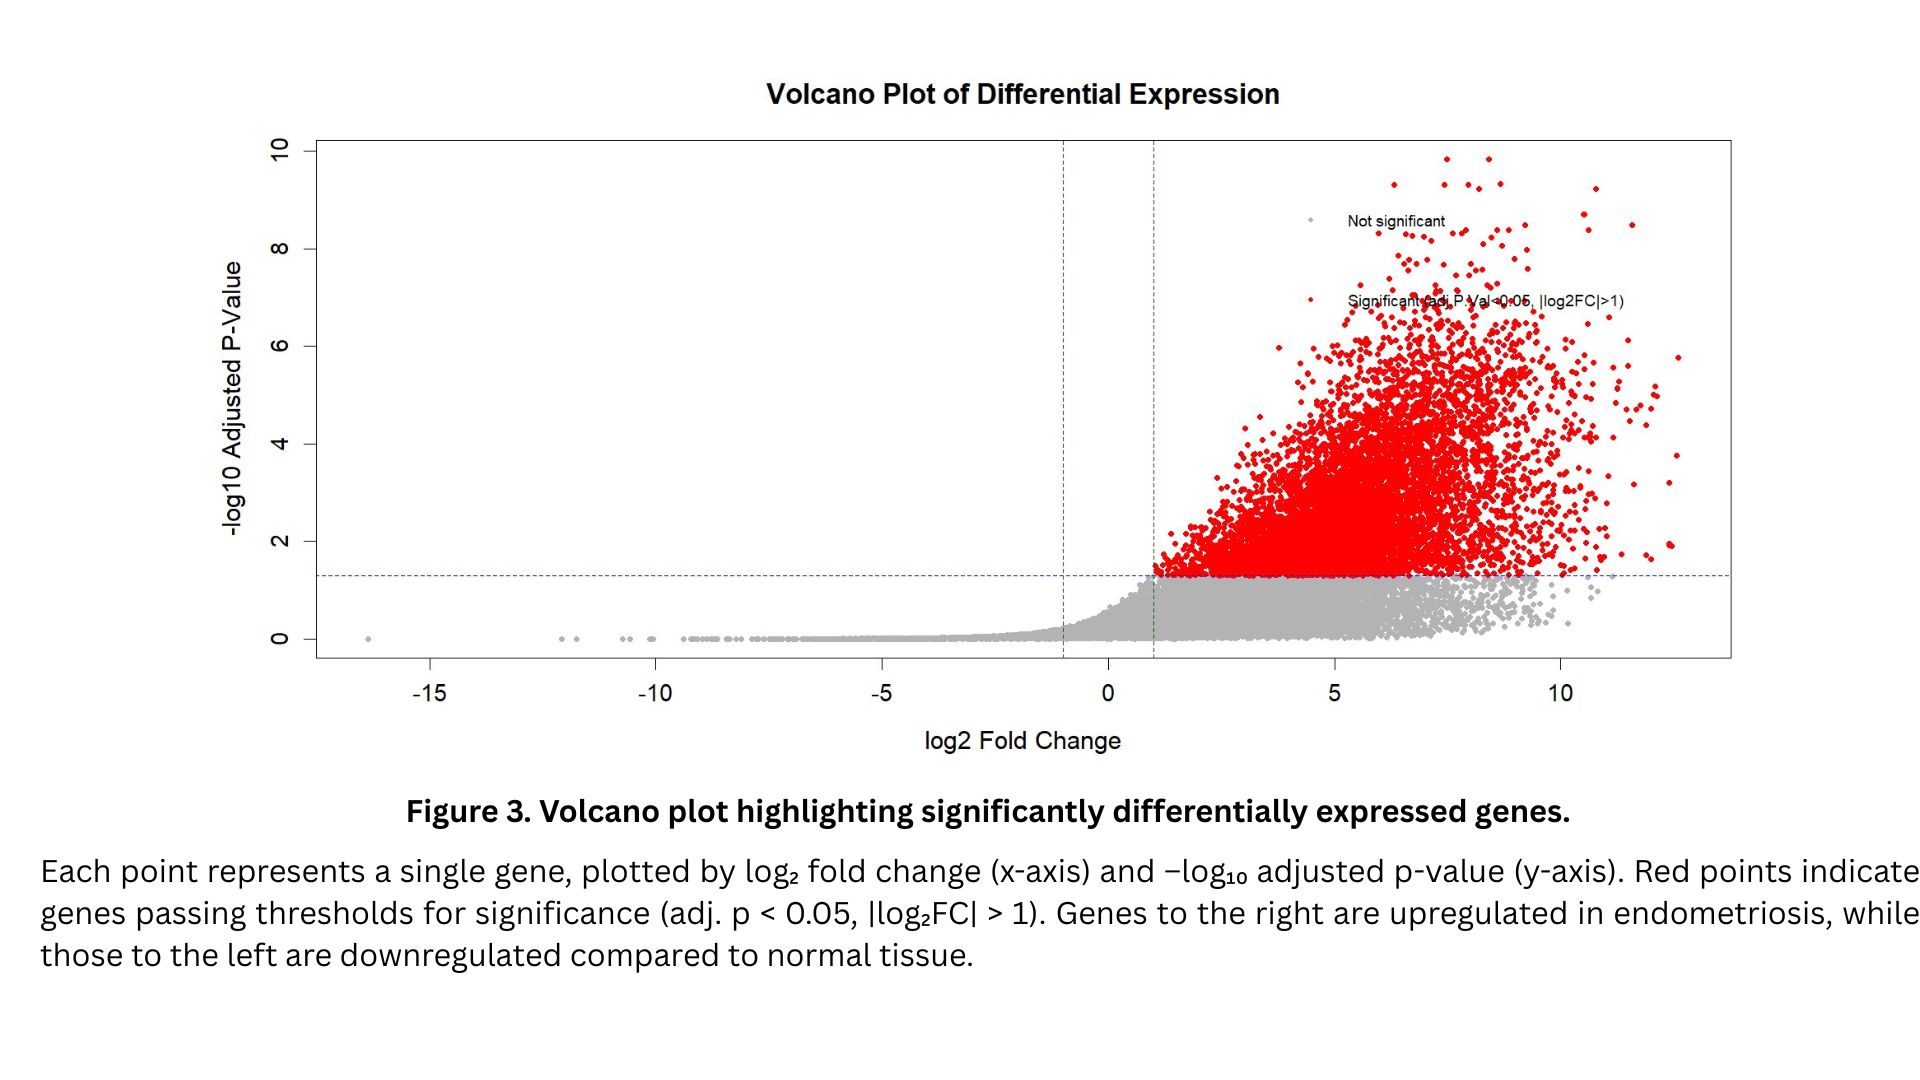 Volcano Plot of Differential Expression
-log10 Adjusted P-Value
10
8
6
4
2
0
Not significant
Significant (adj.P.Val<0.05, |log2FC|>1)
-15 -10 -5 0 5 10
log2 Fold Change
Figure 3. Volcano plot highlighting significantly differentially expressed genes.
Each point represents a single gene, plotted by log₂ fold change (x-axis) and –log₁₀ adjusted p-value (y-axis). Red points indicate
genes passing thresholds for significance (adj. p < 0.05, |log₂FC| > 1). Genes to the right are upregulated in endometriosis, while
those to the left are downregulated compared to normal tissue.